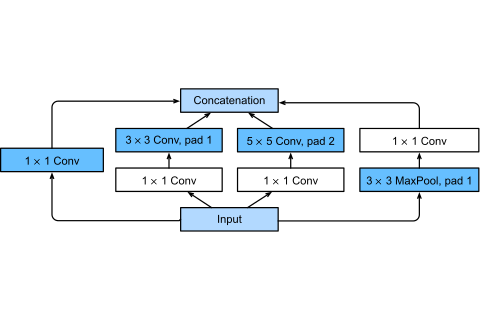 Concatenation
3 × 3 Conv, pad 1
5 × 5 Conv, pad 2
1 × 1 Conv
1 × 1 Conv
1 × 1 Conv
1 × 1 Conv
3 × 3 MaxPool, pad 1
Input